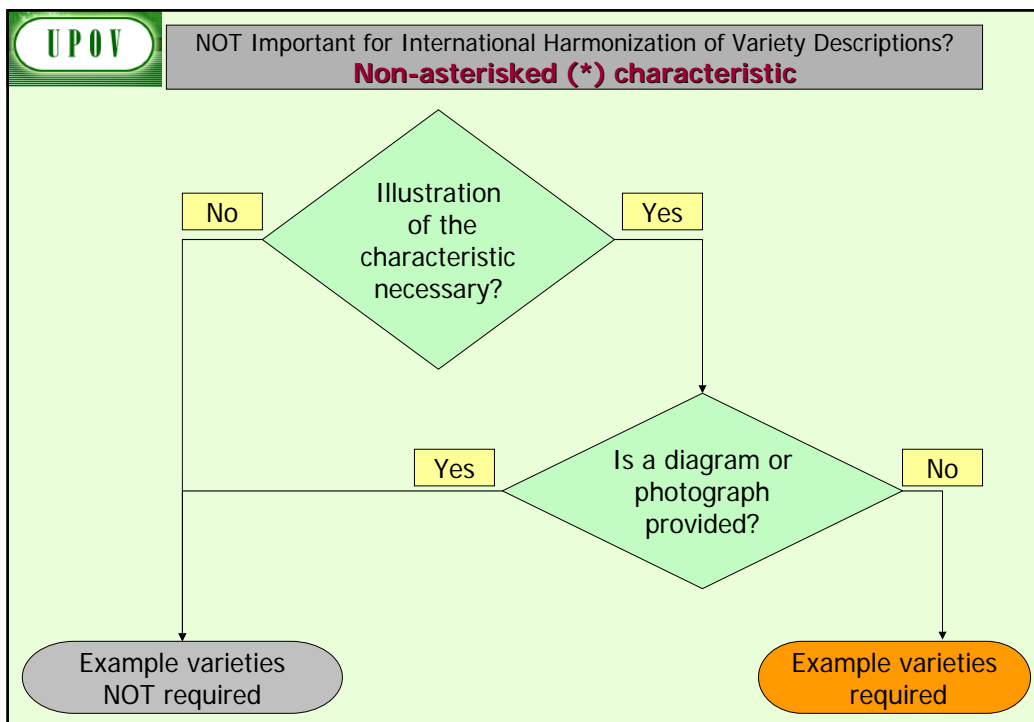 UPOV
NOT Important for International Harmonization of Variety Descriptions?
Non-asterisked (*) characteristic
Illustration
of the
characteristic
necessary?
No
Yes
Is a diagram or
photograph
provided?
Yes
No
Example varieties
NOT required
Example varieties
required